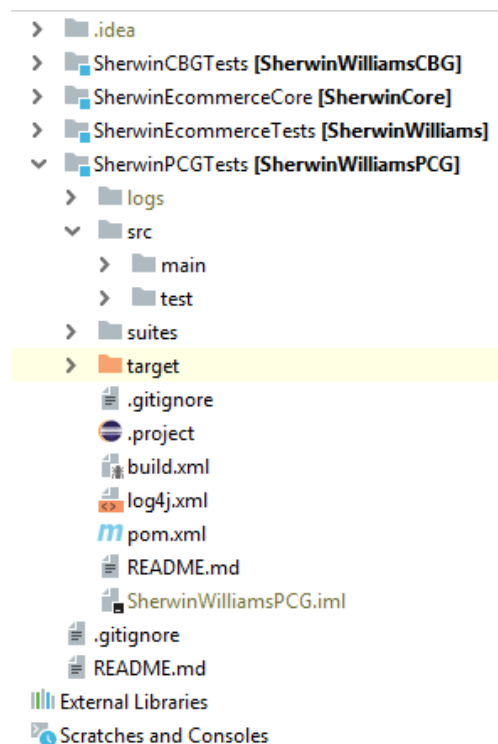 .idea
SherwinCBGTests [SherwinWilliamsCBG]
SherwinEcommerceCore [SherwinCore]
SherwinEcommerceTests [SherwinWilliams]
SherwinPCGTests [SherwinWilliamsPCG]
logs
src
main
test
suites
target
.gitignore
.project
build.xml
log4j.xml
pom.xml
README.md
SherwinWilliamsPCG.iml
.gitignore
README.md
External Libraries
Scratches and Consoles